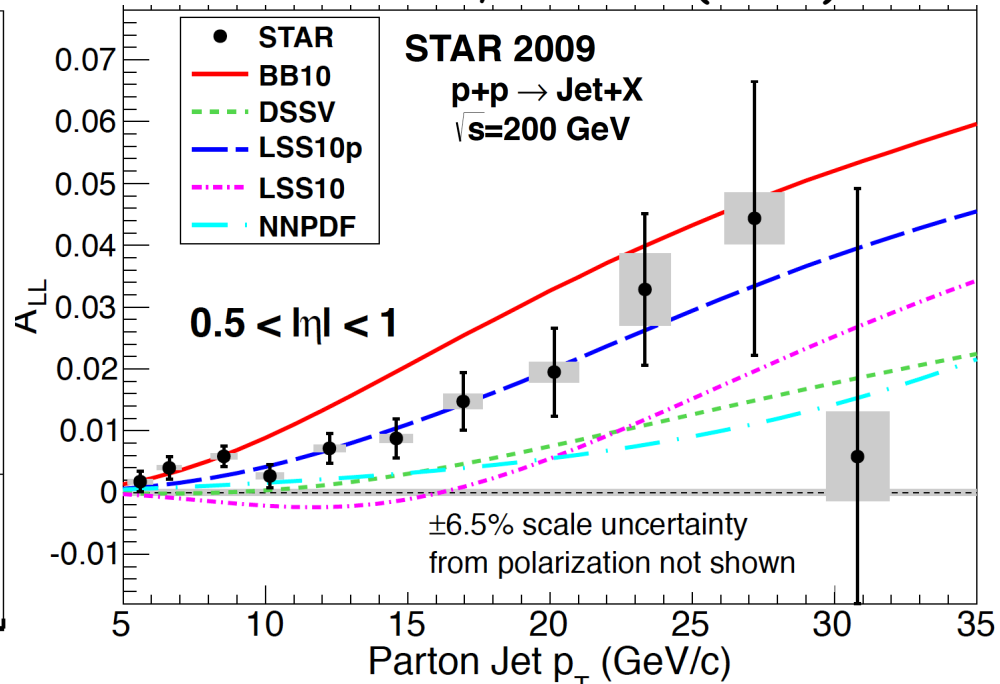 STAR
BB10
DSSV
LSS10p
LSS10
NNPDF
STAR 2009
p+p → Jet+X
√s=200 GeV
0.5 < |η| < 1
±6.5% scale uncertainty
from polarization not shown
A_LL
0.07
0.06
0.05
0.04
0.03
0.02
0.01
0
-0.01
5 10 15 20 25 30 35
Parton Jet p_T (GeV/c)